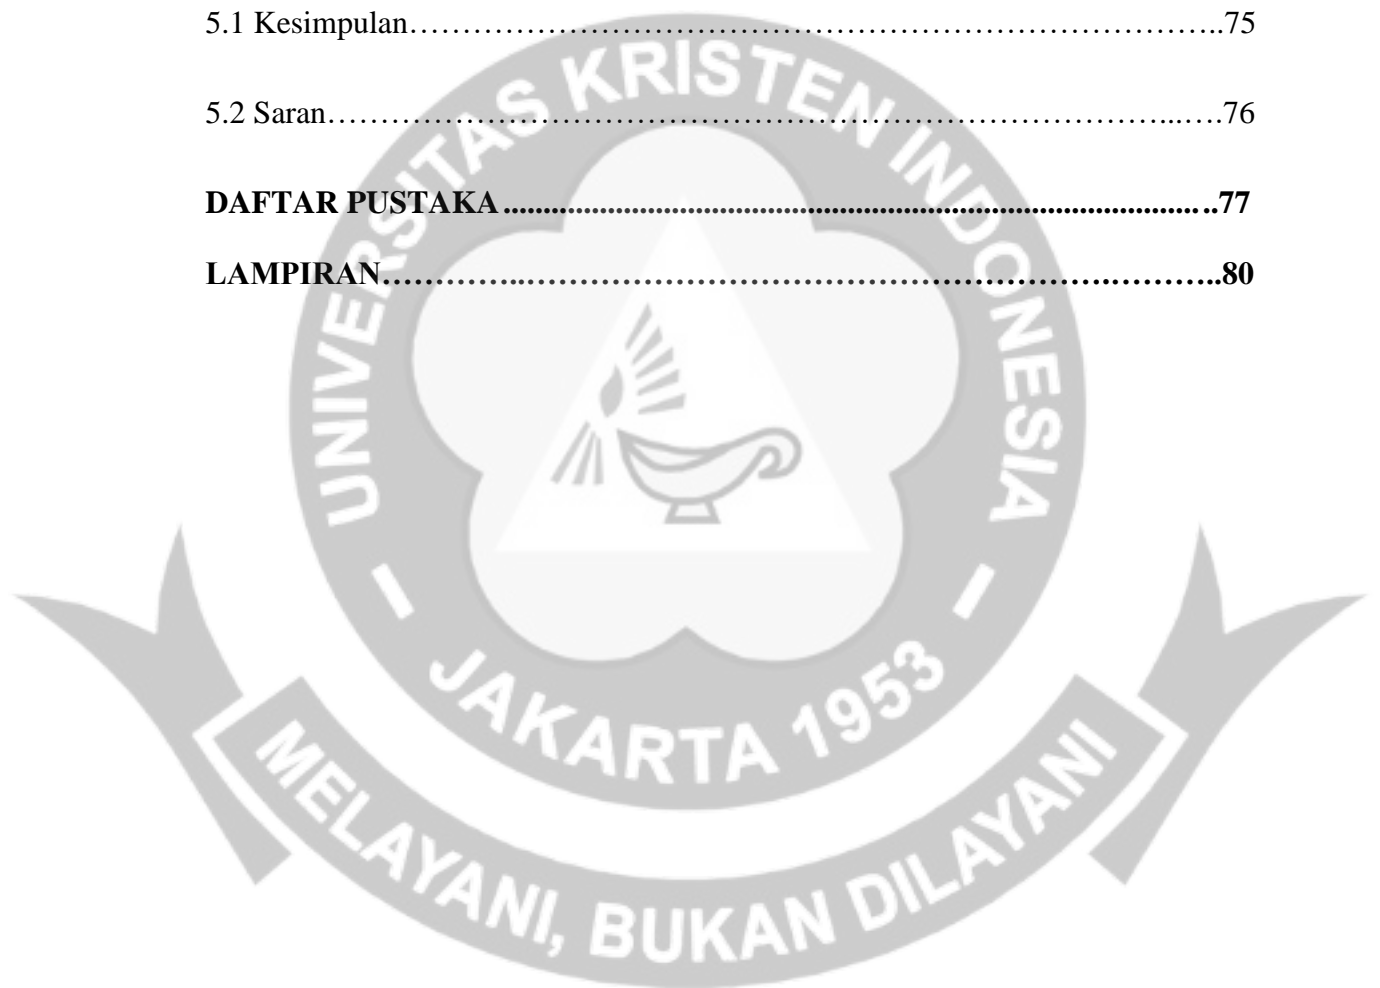 5.1 Kesimpulan…………………………………………………………………..75
5.2 Saran……………………………………………………………………...….76
DAFTAR PUSTAKA .........................................................................................77
LAMPIRAN…………...……………………………………………….………..80
UNIVERSITAS KRISTEN INDONESIA
- JAKARTA 1953 -
MELAYANI, BUKAN DILAYANI